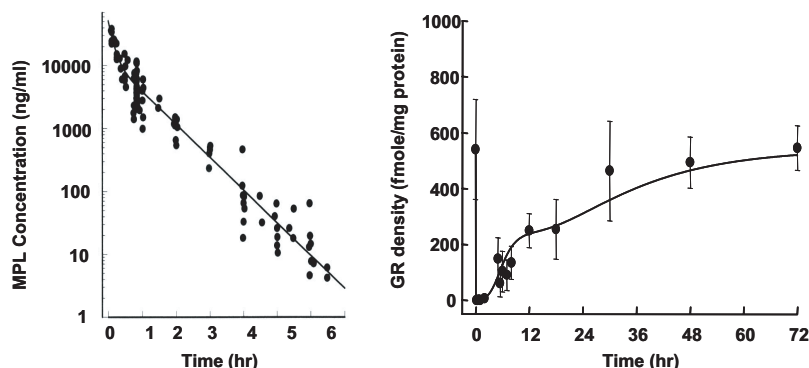 MPL Concentration (ng/ml)
10000
1000
100
10
1
0 1 2 3 4 5 6
Time (hr)
GR density (fmole/mg protein)
1000
800
600
400
200
0
0 12 24 36 48 60 72
Time (hr)